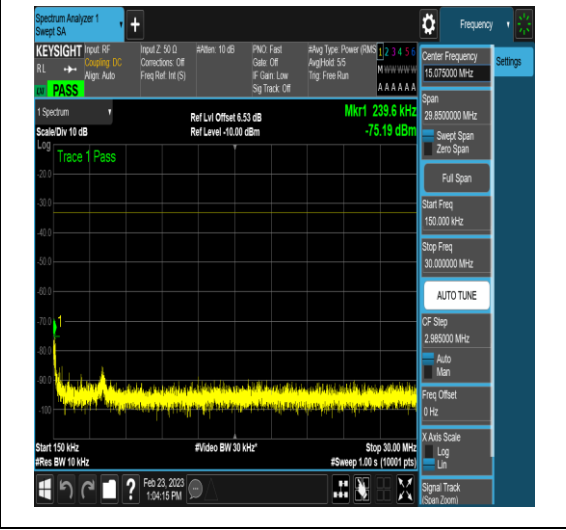 Spectrum Analyzer 1
Swept SA
Frequency
KEYSIGHT
RL
PASS
Input: RF
Coupling: DC
Align: Auto
Input Z: 50 Ω
Corrections: Off
Freq Ref: Int (S)
#Atten: 10 dB
PNO: Fast
Gate: Off
IF Gain: Low
Sig Track: Off
#Avg Type: Power (RMS
Avg|Hold: 5/5
Trig: Free Run
1 2 3 4 5 6
M W W W W W
A A A A A A
Settings
Center Frequency
15.075000 MHz
Span
29.8500000 MHz
Swept Span
Zero Span
Full Span
Start Freq
150.000 kHz
Stop Freq
30.000000 MHz
AUTO TUNE
CF Step
2.985000 MHz
Auto
Man
Freq Offset
0 Hz
X Axis Scale
Log
Lin
Signal Track
(Span Zoom)
1 Spectrum
Scale/Div 10 dB
Ref Lvl Offset 6.53 dB
Ref Level -10.00 dBm
Mkr1 239.6 kHz
-75.19 dBm
Log
Trace 1 Pass
-20.0
-30.0
-40.0
-50.0
-60.0
-70.0
1
-80.0
-90.0
-100
Start 150 kHz
#Res BW 10 kHz
#Video BW 30 kHz*
Stop 30.00 MHz
#Sweep 1.00 s (10001 pts)
?
Feb 23, 2023
1:04:15 PM